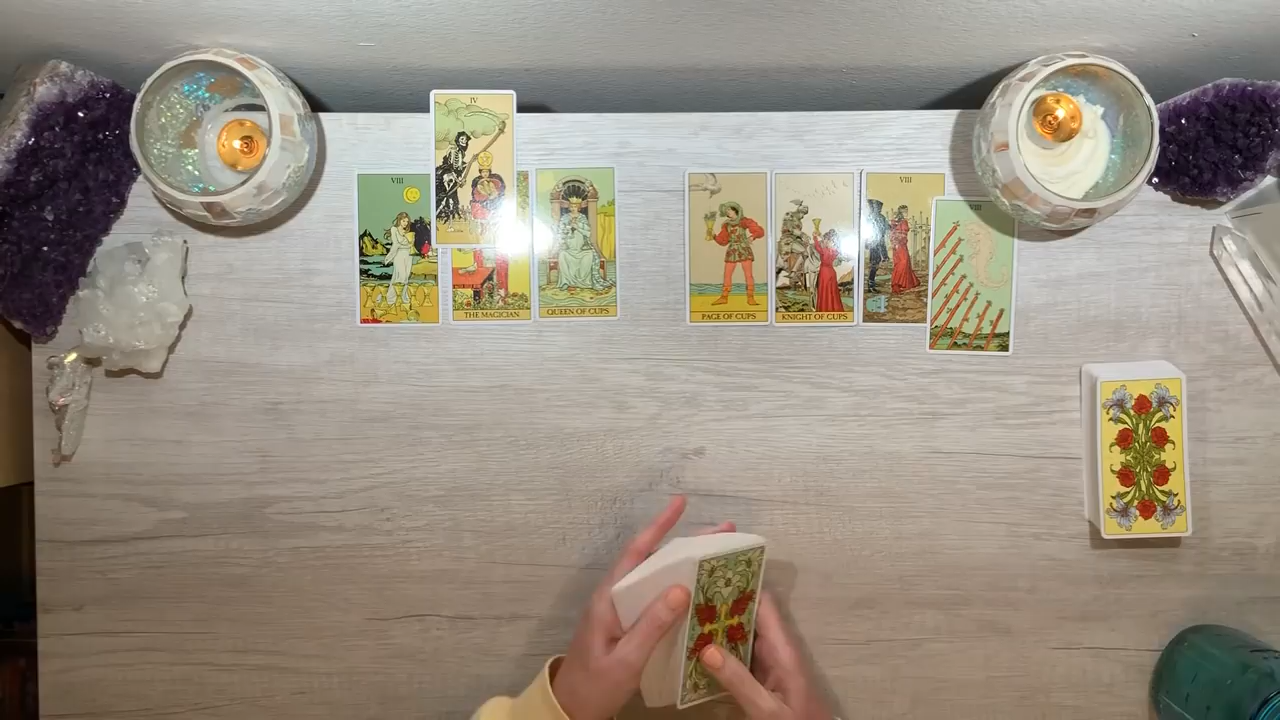 IV
VIII
THE MAGICIAN
QUEEN OF CUPS
PAGE OF CUPS
KNIGHT OF CUPS
VIII
VIII